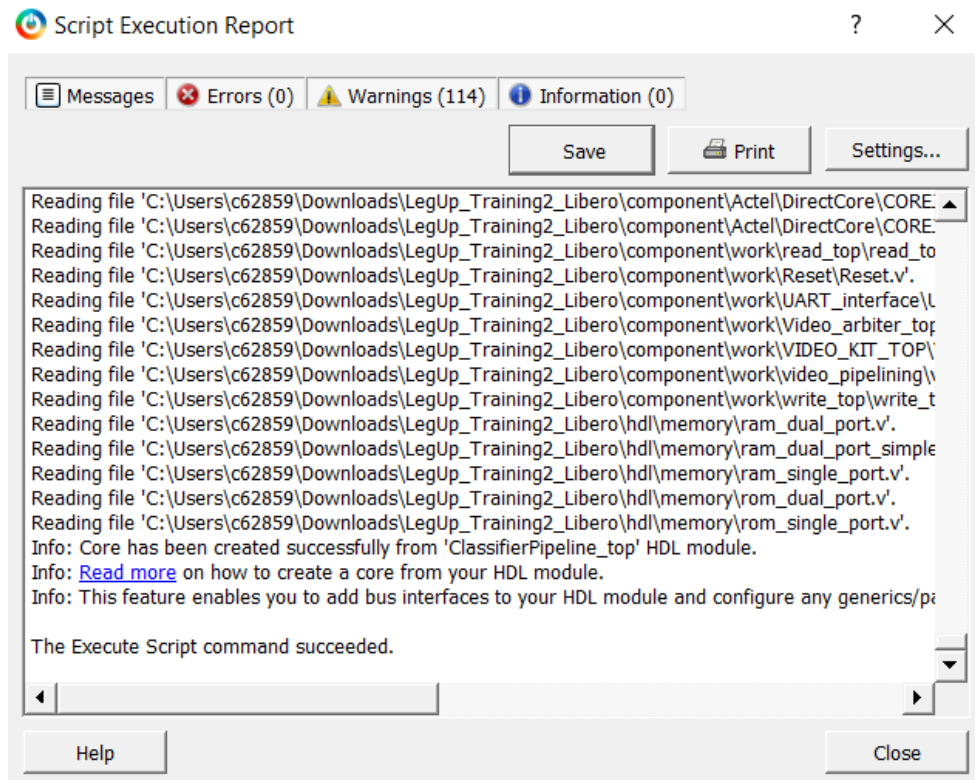 Script Execution Report
? ×
Messages Errors (0) Warnings (114) Information (0)
Save Print Settings...
Reading file 'C:\Users\c62859\Downloads\LegUp_Training2_Libero\component\Actel\DirectCore\CORE
Reading file 'C:\Users\c62859\Downloads\LegUp_Training2_Libero\component\Actel\DirectCore\CORE
Reading file 'C:\Users\c62859\Downloads\LegUp_Training2_Libero\component\work\read_top\read_to
Reading file 'C:\Users\c62859\Downloads\LegUp_Training2_Libero\component\work\Reset\Reset.v'.
Reading file 'C:\Users\c62859\Downloads\LegUp_Training2_Libero\component\work\UART_interface\U
Reading file 'C:\Users\c62859\Downloads\LegUp_Training2_Libero\component\work\Video_arbiter_top
Reading file 'C:\Users\c62859\Downloads\LegUp_Training2_Libero\component\work\VIDEO_KIT_TOP\
Reading file 'C:\Users\c62859\Downloads\LegUp_Training2_Libero\component\work\video_pipelining\v
Reading file 'C:\Users\c62859\Downloads\LegUp_Training2_Libero\component\work\write_top\write_t
Reading file 'C:\Users\c62859\Downloads\LegUp_Training2_Libero\hdl\memory\ram_dual_port.v'.
Reading file 'C:\Users\c62859\Downloads\LegUp_Training2_Libero\hdl\memory\ram_dual_port_simple
Reading file 'C:\Users\c62859\Downloads\LegUp_Training2_Libero\hdl\memory\ram_single_port.v'.
Reading file 'C:\Users\c62859\Downloads\LegUp_Training2_Libero\hdl\memory\rom_dual_port.v'.
Reading file 'C:\Users\c62859\Downloads\LegUp_Training2_Libero\hdl\memory\rom_single_port.v'.
Info: Core has been created successfully from 'ClassifierPipeline_top' HDL module.
Info: Read more on how to create a core from your HDL module.
Info: This feature enables you to add bus interfaces to your HDL module and configure any generics/pa
The Execute Script command succeeded.
Help Close